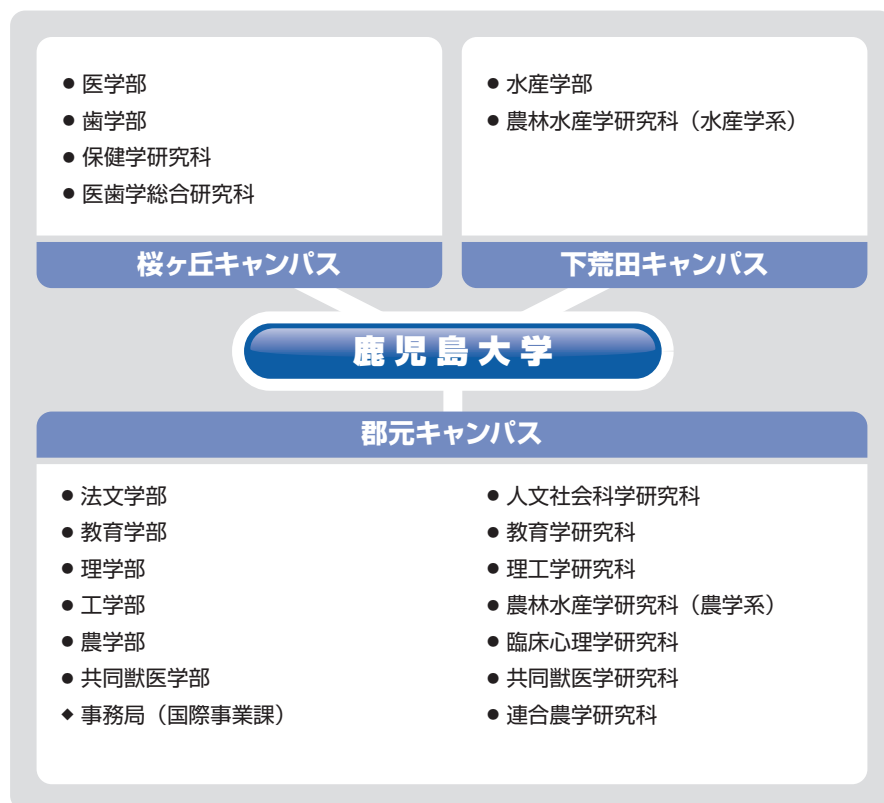 ● 医学部
● 歯学部
● 保健学研究科
● 医歯学総合研究科
桜ヶ丘キャンパス
● 水産学部
● 農林水産学研究科（水産学系）
下荒田キャンパス
鹿児島大学
郡元キャンパス
● 法文学部
● 教育学部
● 理学部
● 工学部
● 農学部
● 共同獣医学部
◆ 事務局（国際事業課）
● 人文社会科学研究科
● 教育学研究科
● 理工学研究科
● 農林水産学研究科（農学系）
● 臨床心理学研究科
● 共同獣医学研究科
● 連合農学研究科